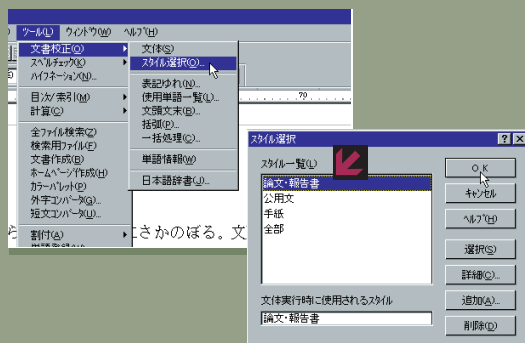 ツール(L) ウィンドウ(W) ヘルプ(H)
文書校正(O)
スペルチェック(K)
ハイフネーション(N)...
目次/索引(M)
計算(C)
全ファイル検索(Z)
検索用ファイル(F)
文書作成(B)
ホームページ作成(H)
カラーパレット(P)
外字コンバータ(G)...
短文コンバータ(U)...
割付(A)
文体(S)
スタイル選択(O)...
表記ゆれ(N)...
使用単語一覧(L)...
文頭文末(B)...
括弧(P)...
一括処理(C)...
単語情報(W)
日本語辞書(J)...
70
にさかのぼる。文
スタイル選択
スタイル一覧(L)
論文・報告書
公用文
手紙
全部
文体実行時に使用されるスタイル
論文・報告書
OK
キャンセル
ヘルプ(H)
選択(S)
詳細(C)...
追加(A)...
削除(D)